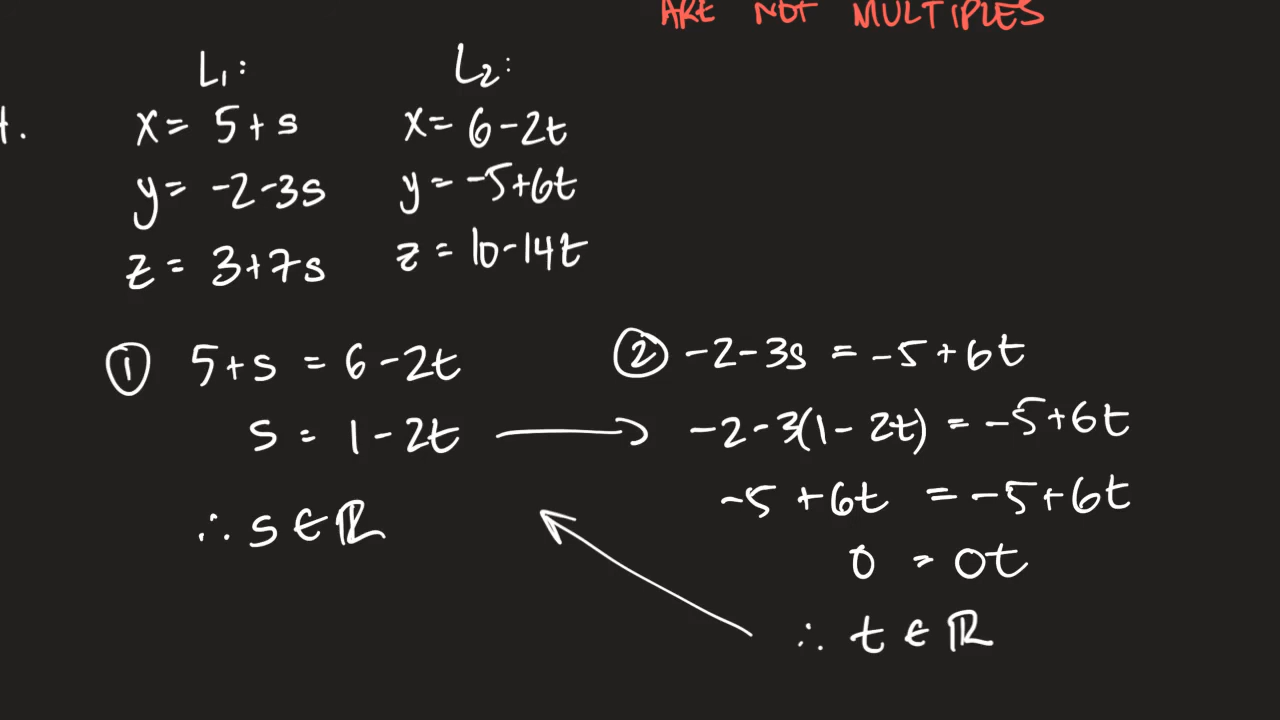 ARE NOT MULTIPLES
L₁: L₂:
4. x = 5+s x = 6-2t
y = -2-3s y = -5+6t
z = 3+7s z = 10-14t
① 5+s = 6-2t ② -2-3s = -5+6t
s = 1-2t → -2-3(1-2t) = -5+6t
-5+6t = -5+6t
∴ s ∈ ℝ
0 = 0t
∴ t ∈ ℝ